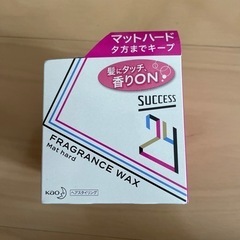 マットハード
夕方までキープ
髪にタッチ、
香りON!
SUCCESS
24
FRAGRANCE WAX
Mat hard
Kao
ヘアスタイリング